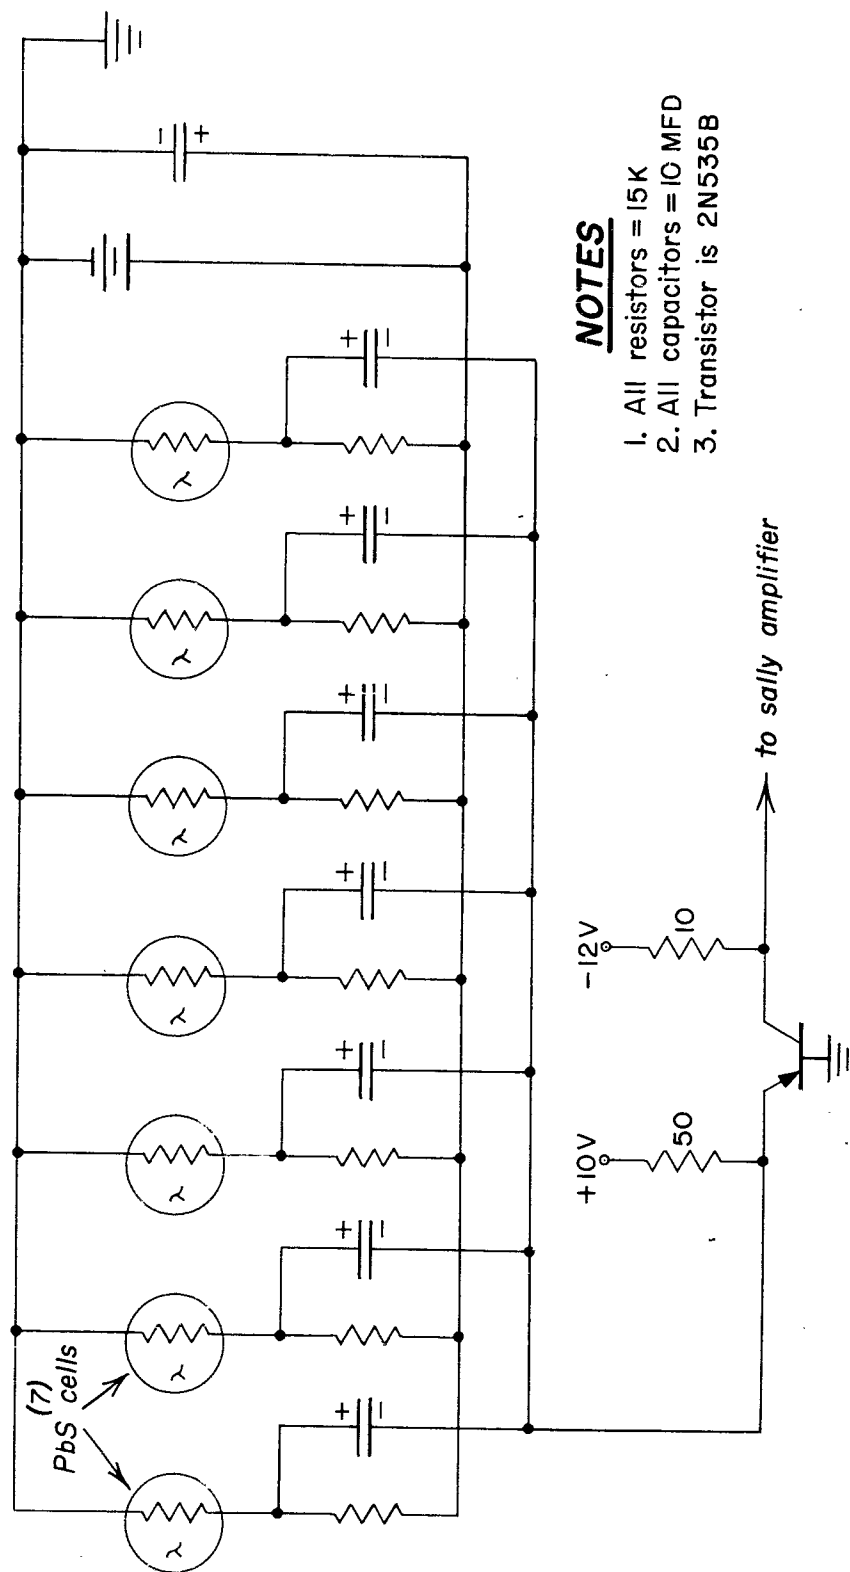 (7)
PbS cells
λ
λ
λ
λ
λ
λ
λ
+
−
+
−
+
−
+
−
+
−
+
−
+
−
−
+
+10V
50
-12V
10
to sally amplifier
NOTES
1. All resistors = 15K
2. All capacitors = 10 MFD
3. Transistor is 2N535B